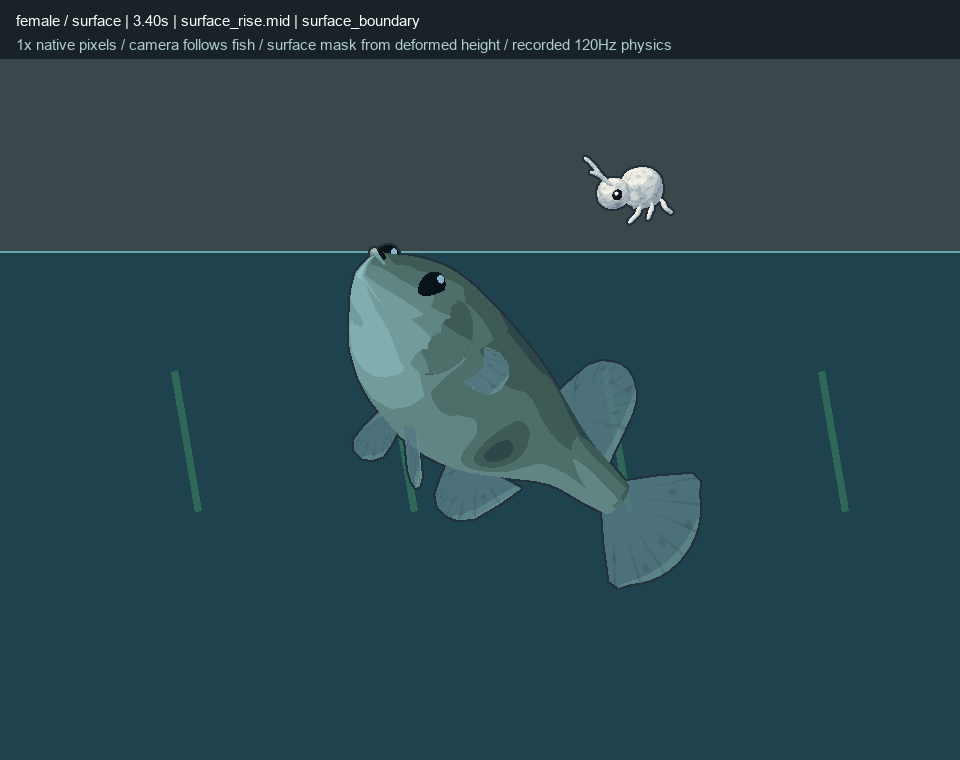 female / surface | 3.40s | surface_rise.mid | surface_boundary
1x native pixels / camera follows fish / surface mask from deformed height / recorded 120Hz physics